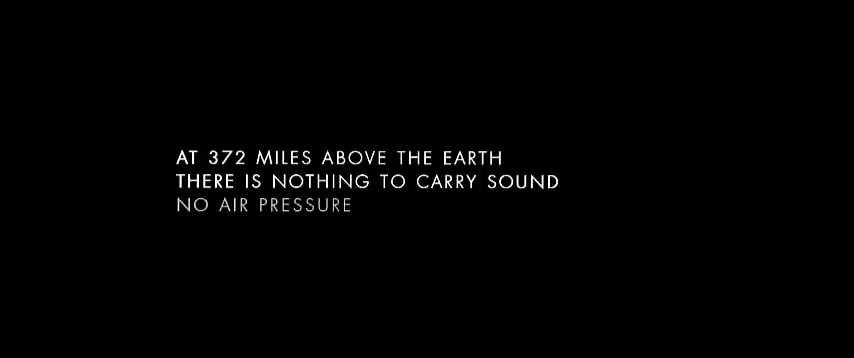 AT 372 MILES ABOVE THE EARTH
THERE IS NOTHING TO CARRY SOUND
NO AIR PRESSURE